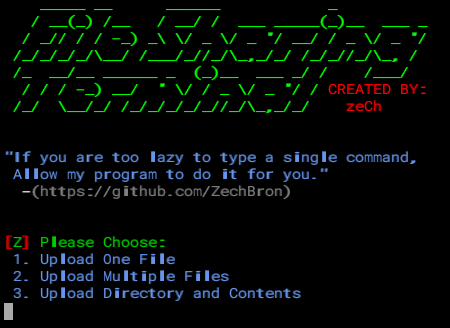 FileSharing
Terminal
CREATED BY:
zeCh
"If you are too lazy to type a single command,
Allow my program to do it for you."
—(https://github.com/ZechBron)
[Z] Please Choose:
1. Upload One File
2. Upload Multiple Files
3. Upload Directory and Contents